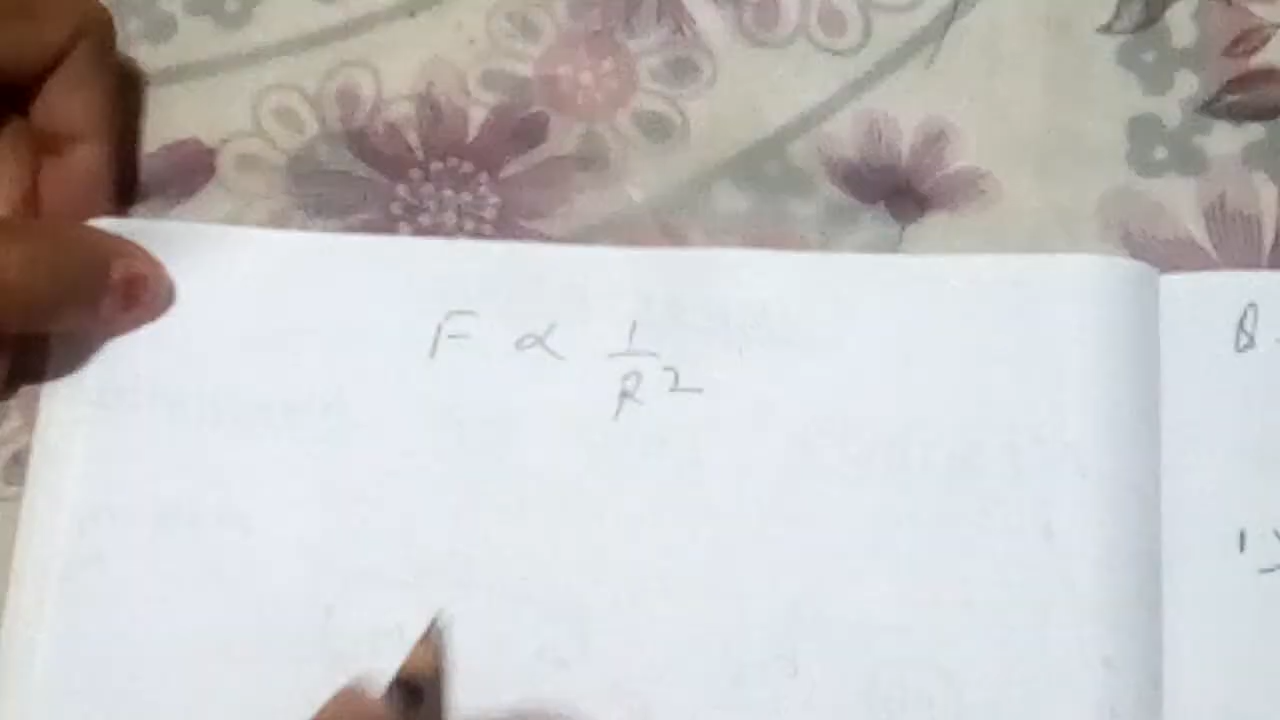 F ∝ 1/R²